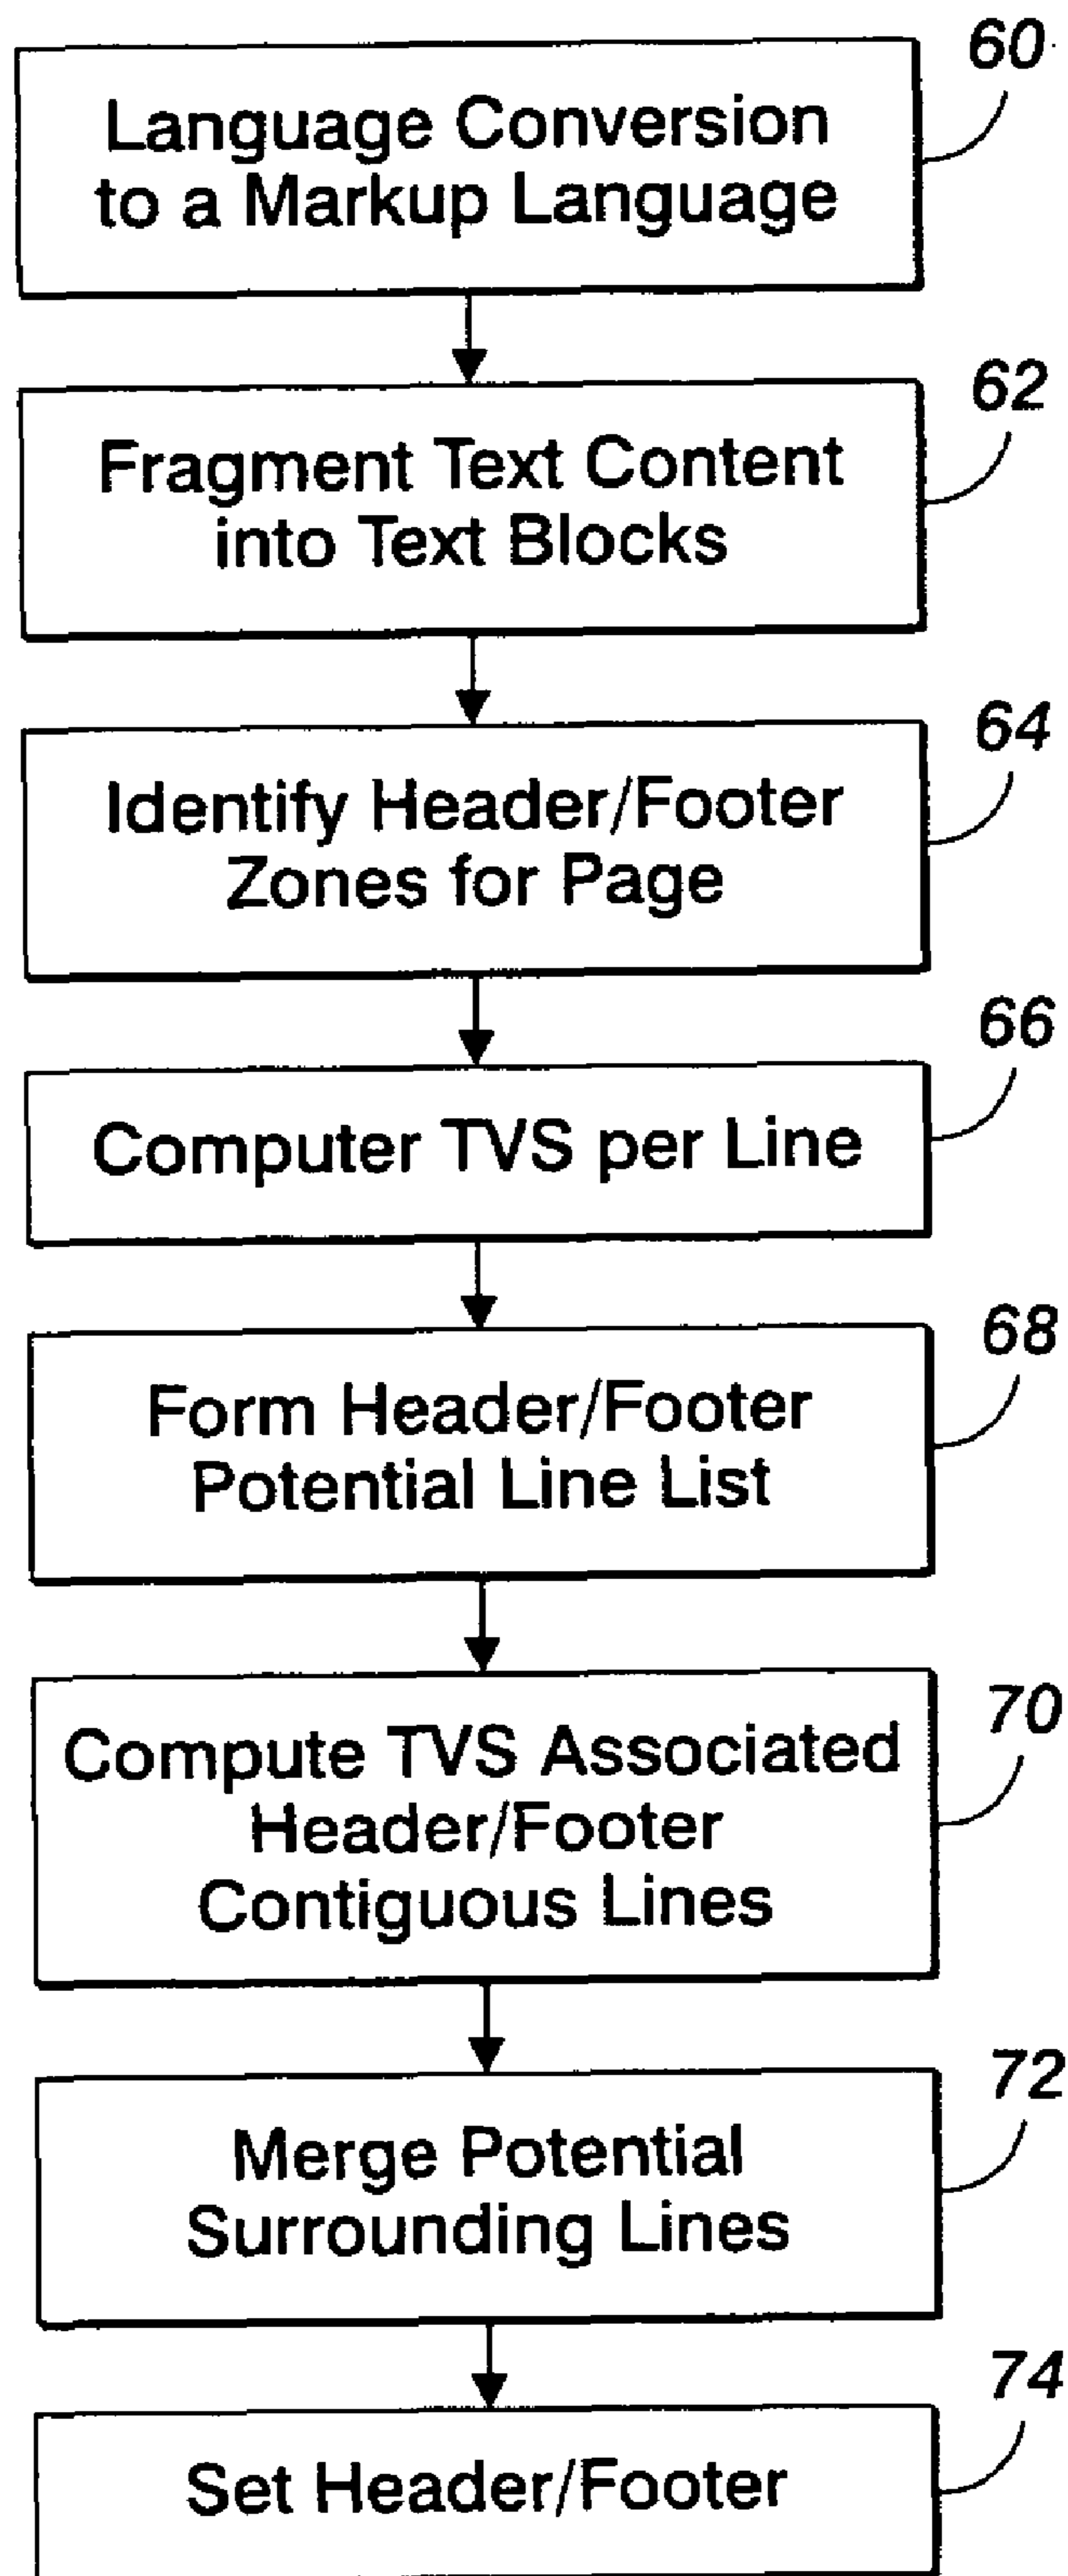 60
Language Conversion
to a Markup Language
62
Fragment Text Content
into Text Blocks
64
Identify Header/Footer
Zones for Page
66
Computer TVS per Line
68
Form Header/Footer
Potential Line List
70
Compute TVS Associated
Header/Footer
Contiguous Lines
72
Merge Potential
Surrounding Lines
74
Set Header/Footer